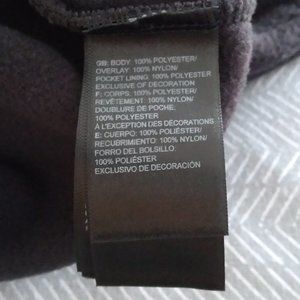 GB: BODY: 100% POLYESTER/
OVERLAY: 100% NYLON/
POCKET LINING: 100% POLYESTER
EXCLUSIVE OF DECORATION
F: CORPS: 100% POLYESTER/
REVÊTEMENT: 100% NYLON/
DOUBLURE DE POCHE:
100% POLYESTER
À L'EXCEPTION DES DÉCORATIONS
E: CUERPO: 100% POLIÉSTER/
RECUBRIMIENTO: 100% NYLON/
FORRO DEL BOLSILLO:
100% POLIÉSTER
EXCLUSIVO DE DECORACIÓN